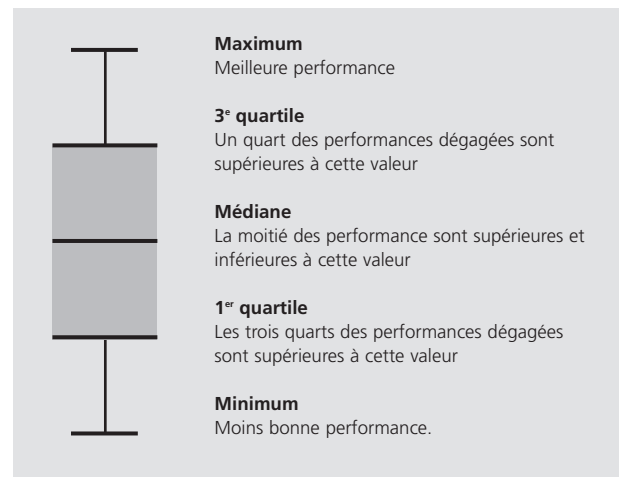 Maximum
Meilleure performance
3e quartile
Un quart des performances dégagées sont
supérieures à cette valeur
Médiane
La moitié des performance sont supérieures et
inférieures à cette valeur
1er quartile
Les trois quarts des performances dégagées
sont supérieures à cette valeur
Minimum
Moins bonne performance.